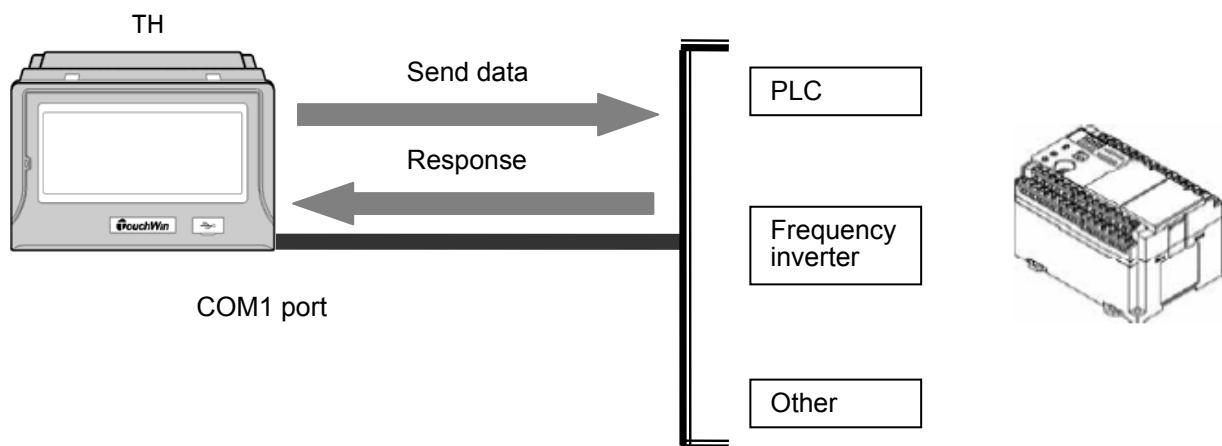 TH
Send data
PLC
Response
TouchWin
Frequency
inverter
COM1 port
Other